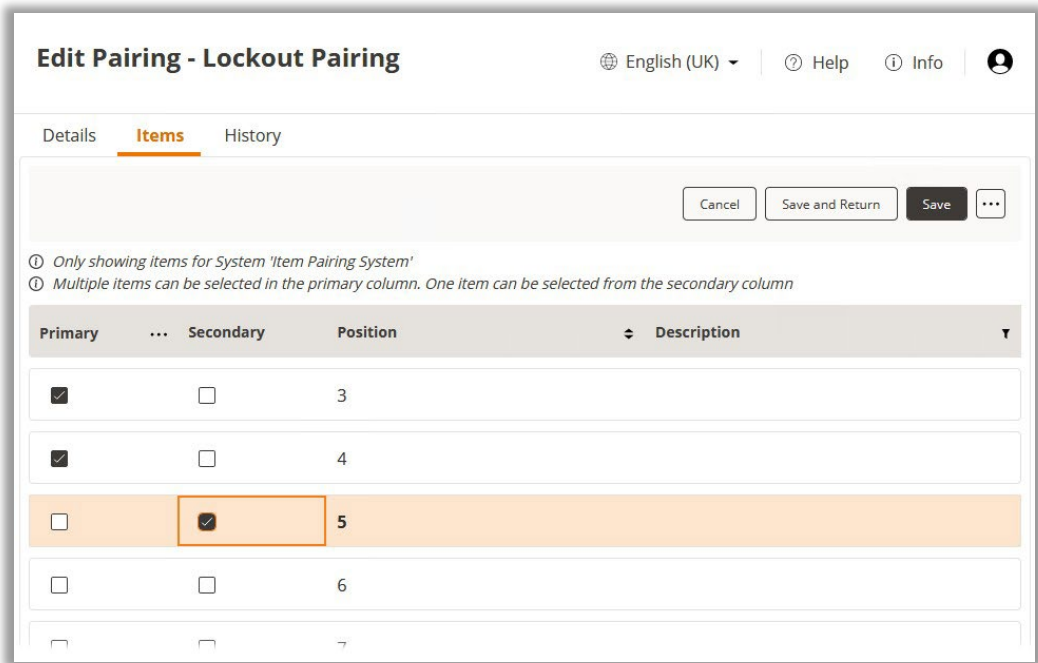 Edit Pairing - Lockout Pairing
English (UK)
Help
Info
Details Items History
Cancel Save and Return Save ...
Only showing items for System 'Item Pairing System'
Multiple items can be selected in the primary column. One item can be selected from the secondary column
Primary ... Secondary Position Description
3
4
5
6